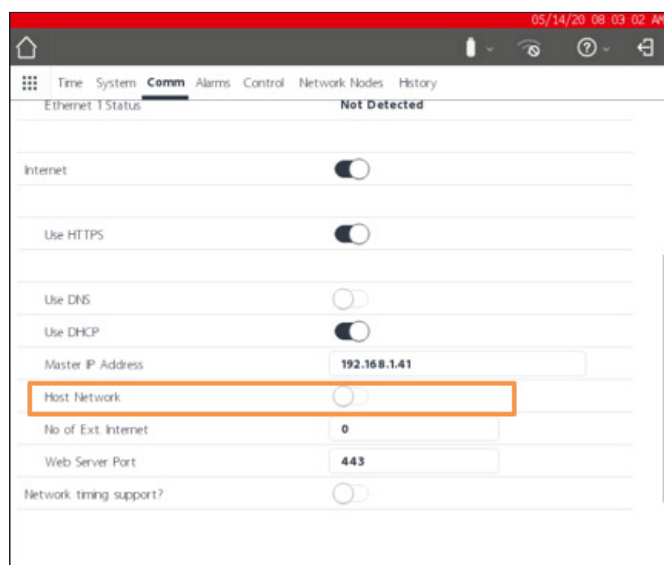 05/14/20 08 03 02 AM
Time System Comm Alarms Control Network Nodes History
Ethernet 1 Status Not Detected
Internet
Use HTTPS
Use DNS
Use DHCP
Master IP Address 192.168.1.41
Host Network
No of Ext. Internet 0
Web Server Port 443
Network timing support?